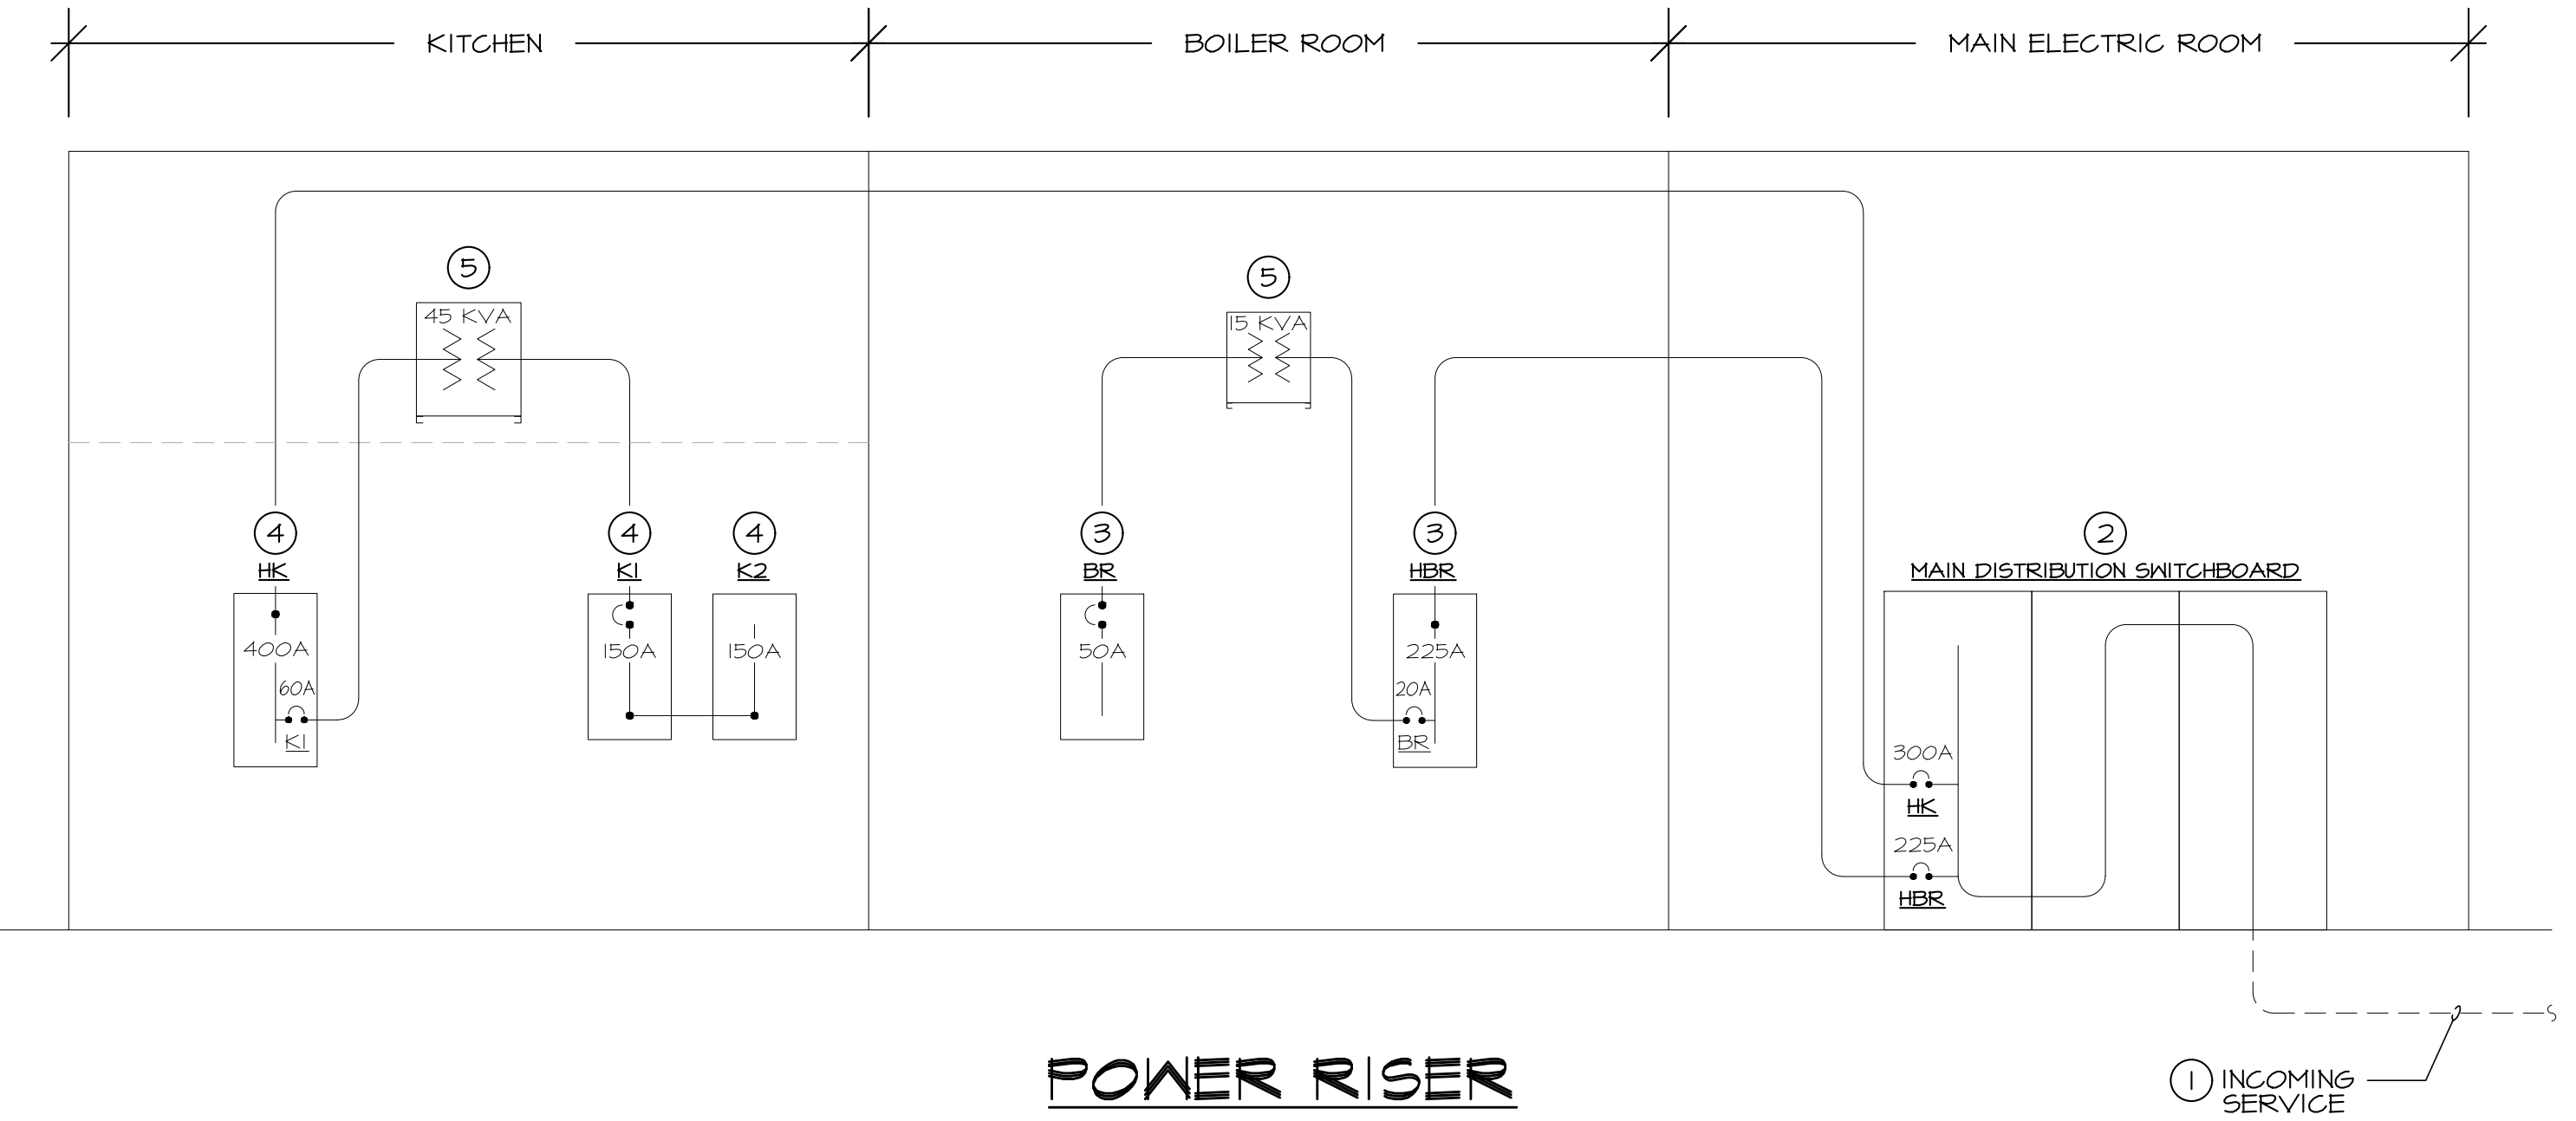 KITCHEN
BOILER ROOM
MAIN ELECTRIC ROOM
5
45 KVA
5
15 KVA
4
HK
400A
60A
K1
4
K1
150A
4
K2
150A
3
BR
50A
3
HBR
225A
20A
BR
2
MAIN DISTRIBUTION SWITCHBOARD
300A
HK
225A
HBR
POWER RISER
1 INCOMING
SERVICE